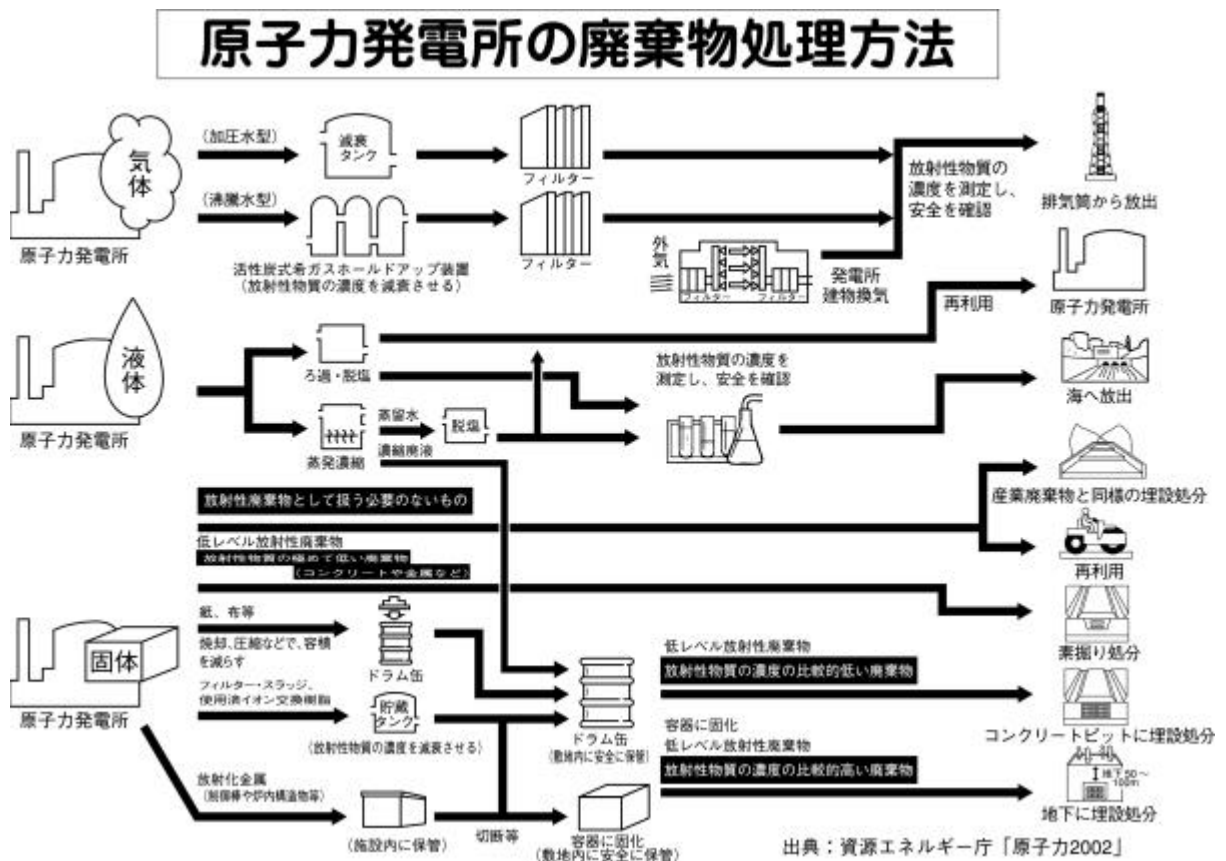 原子力発電所の廃棄物処理方法
気体
原子力発電所
(加圧水型)
減衰
タンク
フィルター
(沸騰水型)
活性炭式希ガスホールドアップ装置
(放射性物質の濃度を減衰させる)
フィルター
外気
フィルター
フィルター
発電所
建物換気
放射性物質の
濃度を測定し、
安全を確認
排気筒から放出
液体
原子力発電所
ろ過・脱塩
再利用
原子力発電所
蒸発濃縮
蒸留水
濃縮廃液
脱塩
放射性物質の濃度を
測定し、安全を確認
海へ放出
放射性廃棄物として扱う必要のないもの
産業廃棄物と同様の埋設処分
再利用
低レベル放射性廃棄物
放射性物質の極めて低い廃棄物
(コンクリートや金属など)
素掘り処分
固体
原子力発電所
紙、布等
焼却、圧縮などで、容積
を減らす
ドラム缶
フィルター・スラッジ、
使用済イオン交換樹脂
貯蔵
タンク
(放射性物質の濃度を減衰させる)
ドラム缶
(敷地内に安全に保管)
低レベル放射性廃棄物
放射性物質の濃度の比較的低い廃棄物
コンクリートピットに埋設処分
放射化金属
(制御棒や炉内構造物等)
(施設内に保管)
切断等
容器に固化
(敷地内に安全に保管)
容器に固化
低レベル放射性廃棄物
放射性物質の濃度の比較的高い廃棄物
地下50～
100m
地下に埋設処分
出典：資源エネルギー庁「原子力2002」